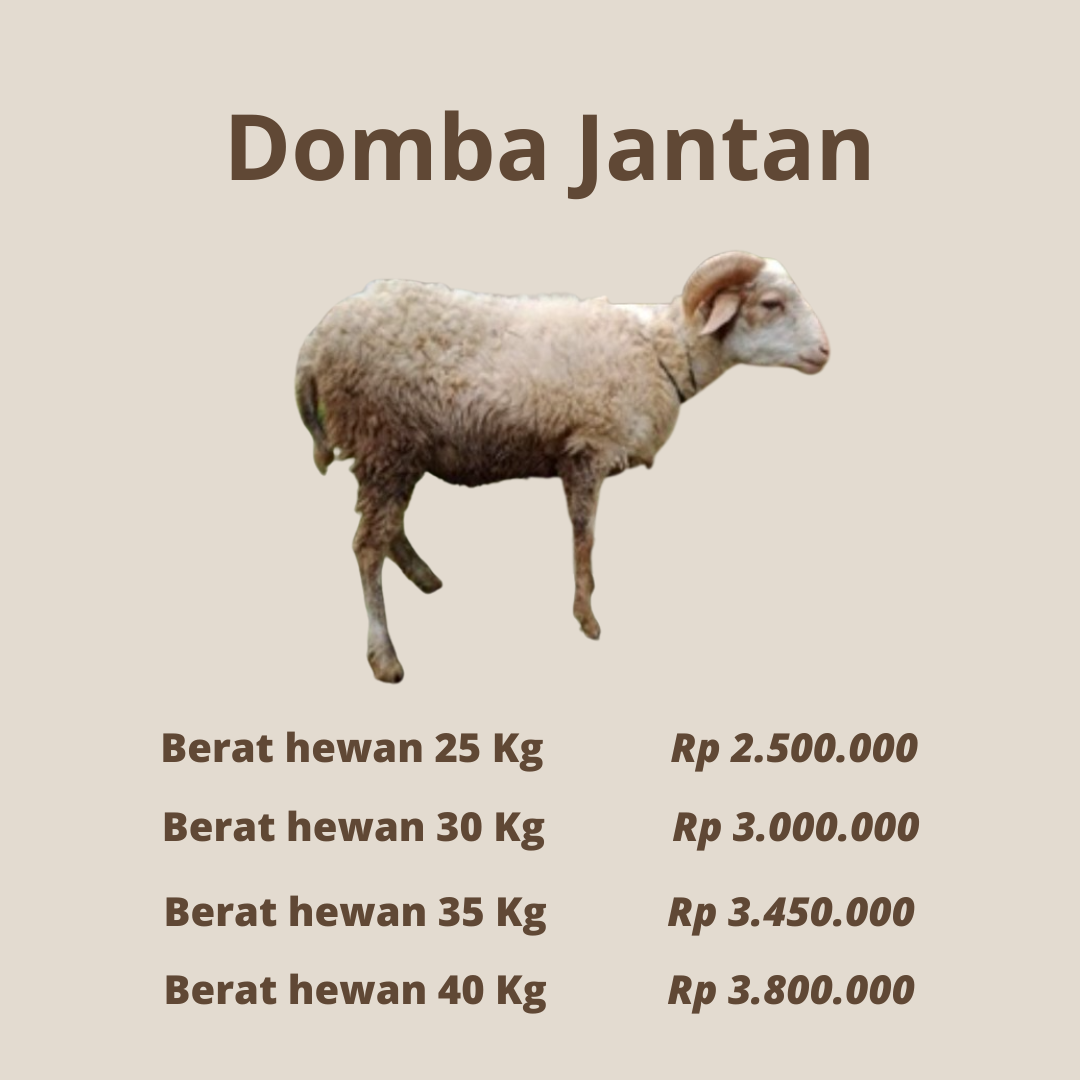 Domba Jantan
Berat hewan 25 Kg Rp 2.500.000
Berat hewan 30 Kg Rp 3.000.000
Berat hewan 35 Kg Rp 3.450.000
Berat hewan 40 Kg Rp 3.800.000